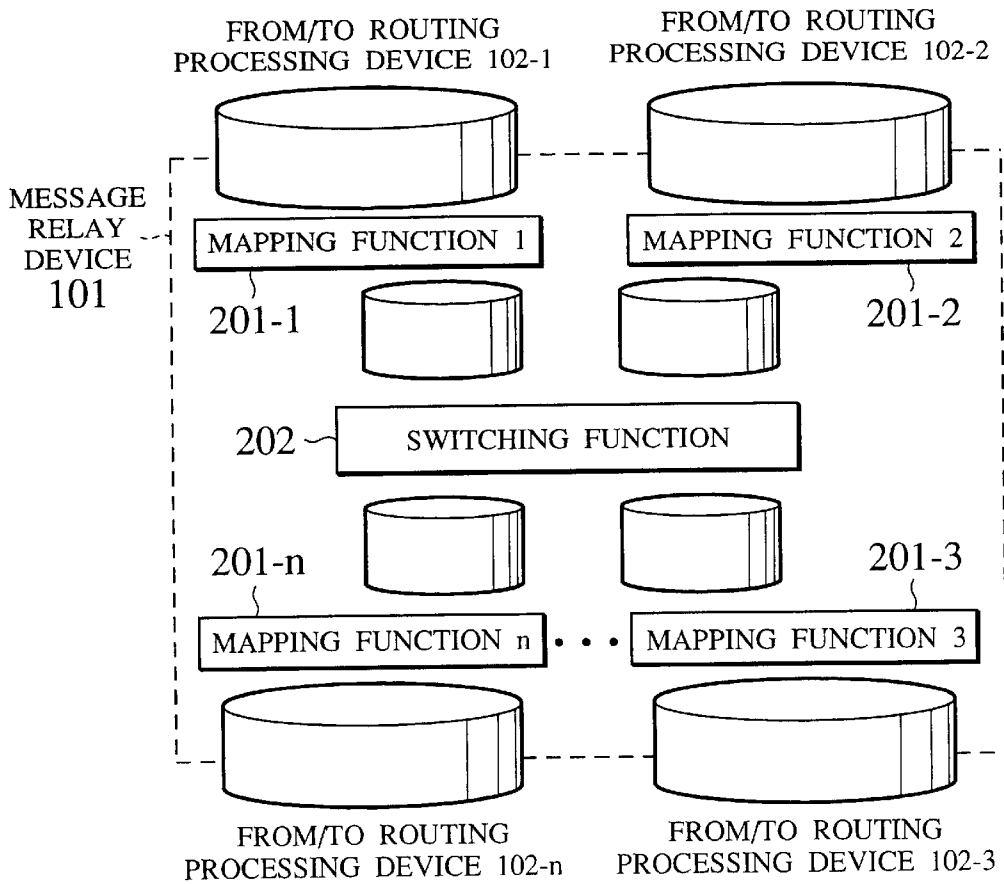 FROM/TO ROUTING
PROCESSING DEVICE 102-1
FROM/TO ROUTING
PROCESSING DEVICE 102-2
MESSAGE
RELAY
DEVICE
101
MAPPING FUNCTION 1
MAPPING FUNCTION 2
201-1
201-2
202
SWITCHING FUNCTION
201-n
201-3
MAPPING FUNCTION n
• • •
MAPPING FUNCTION 3
FROM/TO ROUTING
PROCESSING DEVICE 102-n
FROM/TO ROUTING
PROCESSING DEVICE 102-3